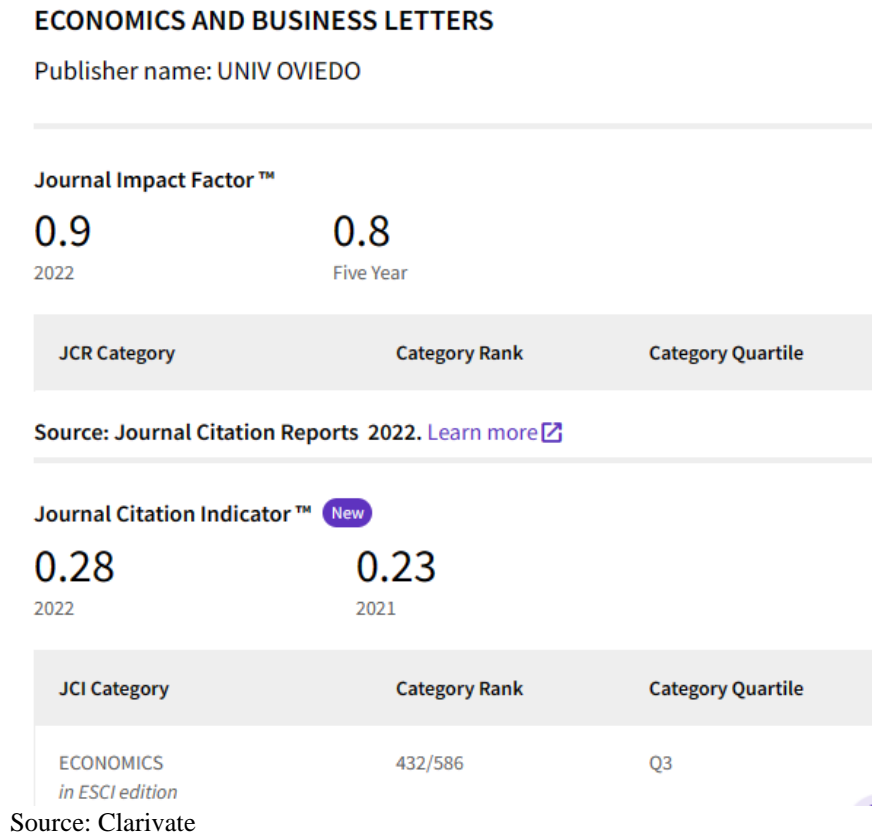 ECONOMICS AND BUSINESS LETTERS
Publisher name: UNIV OVIEDO
Journal Impact Factor ™
0.9 0.8
2022 Five Year
JCR Category Category Rank Category Quartile
Source: Journal Citation Reports 2022. Learn more
Journal Citation Indicator ™ New
0.28 0.23
2022 2021
JCI Category Category Rank Category Quartile
ECONOMICS 432/586 Q3
in ESCI edition
Source: Clarivate